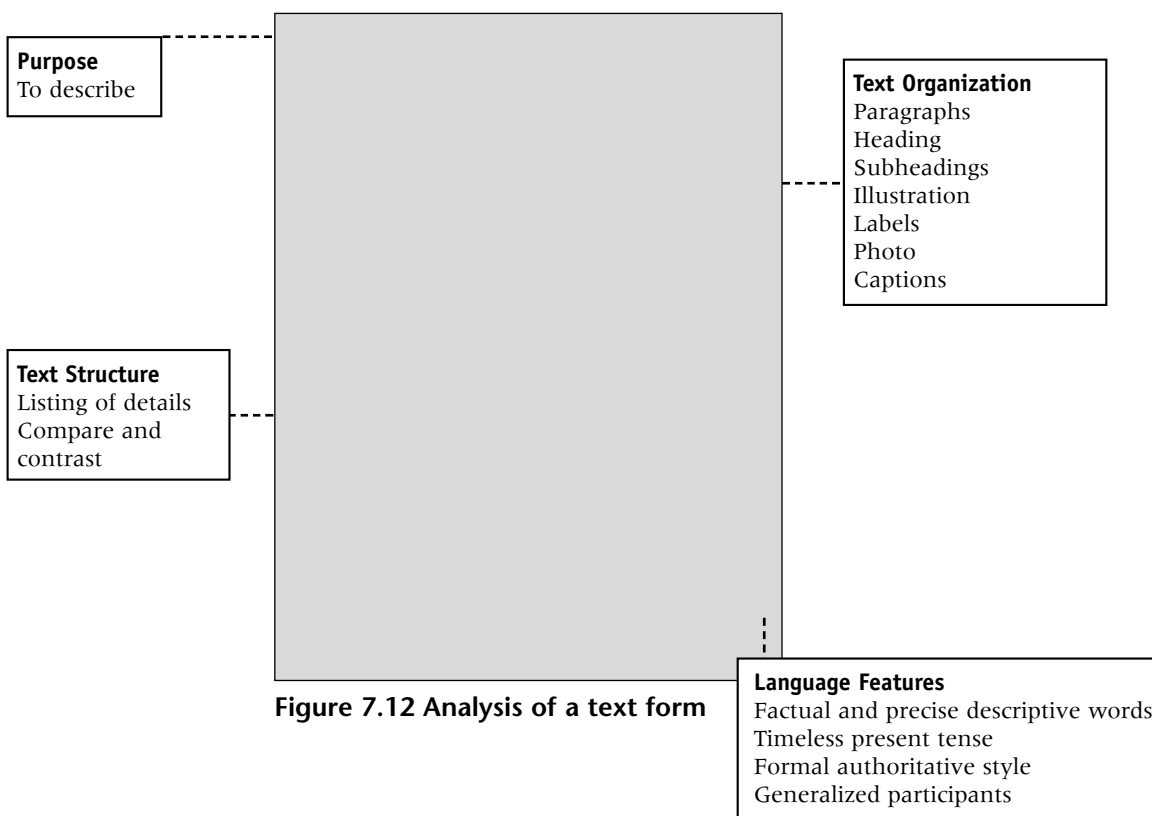 Purpose
To describe
Text Organization
Paragraphs
Heading
Subheadings
Illustration
Labels
Photo
Captions
Text Structure
Listing of details
Compare and
contrast
Figure 7.12 Analysis of a text form
Language Features
Factual and precise descriptive words
Timeless present tense
Formal authoritative style
Generalized participants